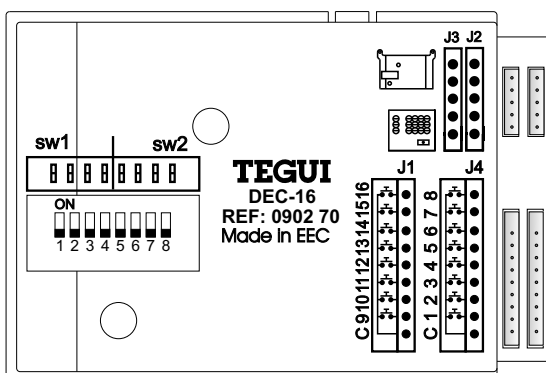 J3 J2
sw1 sw2
ON
1 2 3 4 5 6 7 8
TEGUI
DEC-16
REF: 0902 70
Made in EEC
J1 J4
C 9 10 11 12 13 14 15 16
C 1 2 3 4 5 6 7 8